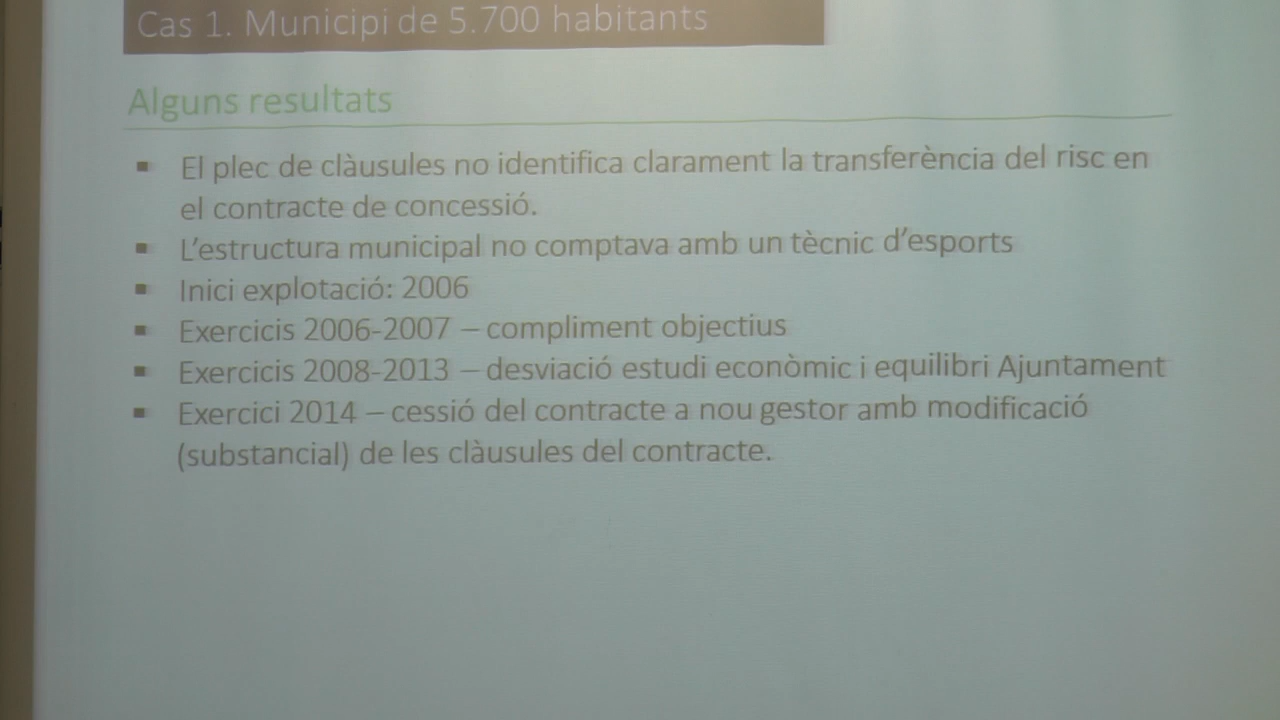 Cas 1. Municipi de 5.700 habitants
Alguns resultats
▪ El plec de clàusules no identifica clarament la transferència del risc en
el contracte de concessió.
▪ L'estructura municipal no comptava amb un tècnic d'esports
▪ Inici explotació: 2006
▪ Exercicis 2006-2007 – compliment objectius
▪ Exercicis 2008-2013 – desviació estudi econòmic i equilibri Ajuntament
▪ Exercici 2014 – cessió del contracte a nou gestor amb modificació
(substancial) de les clàusules del contracte.